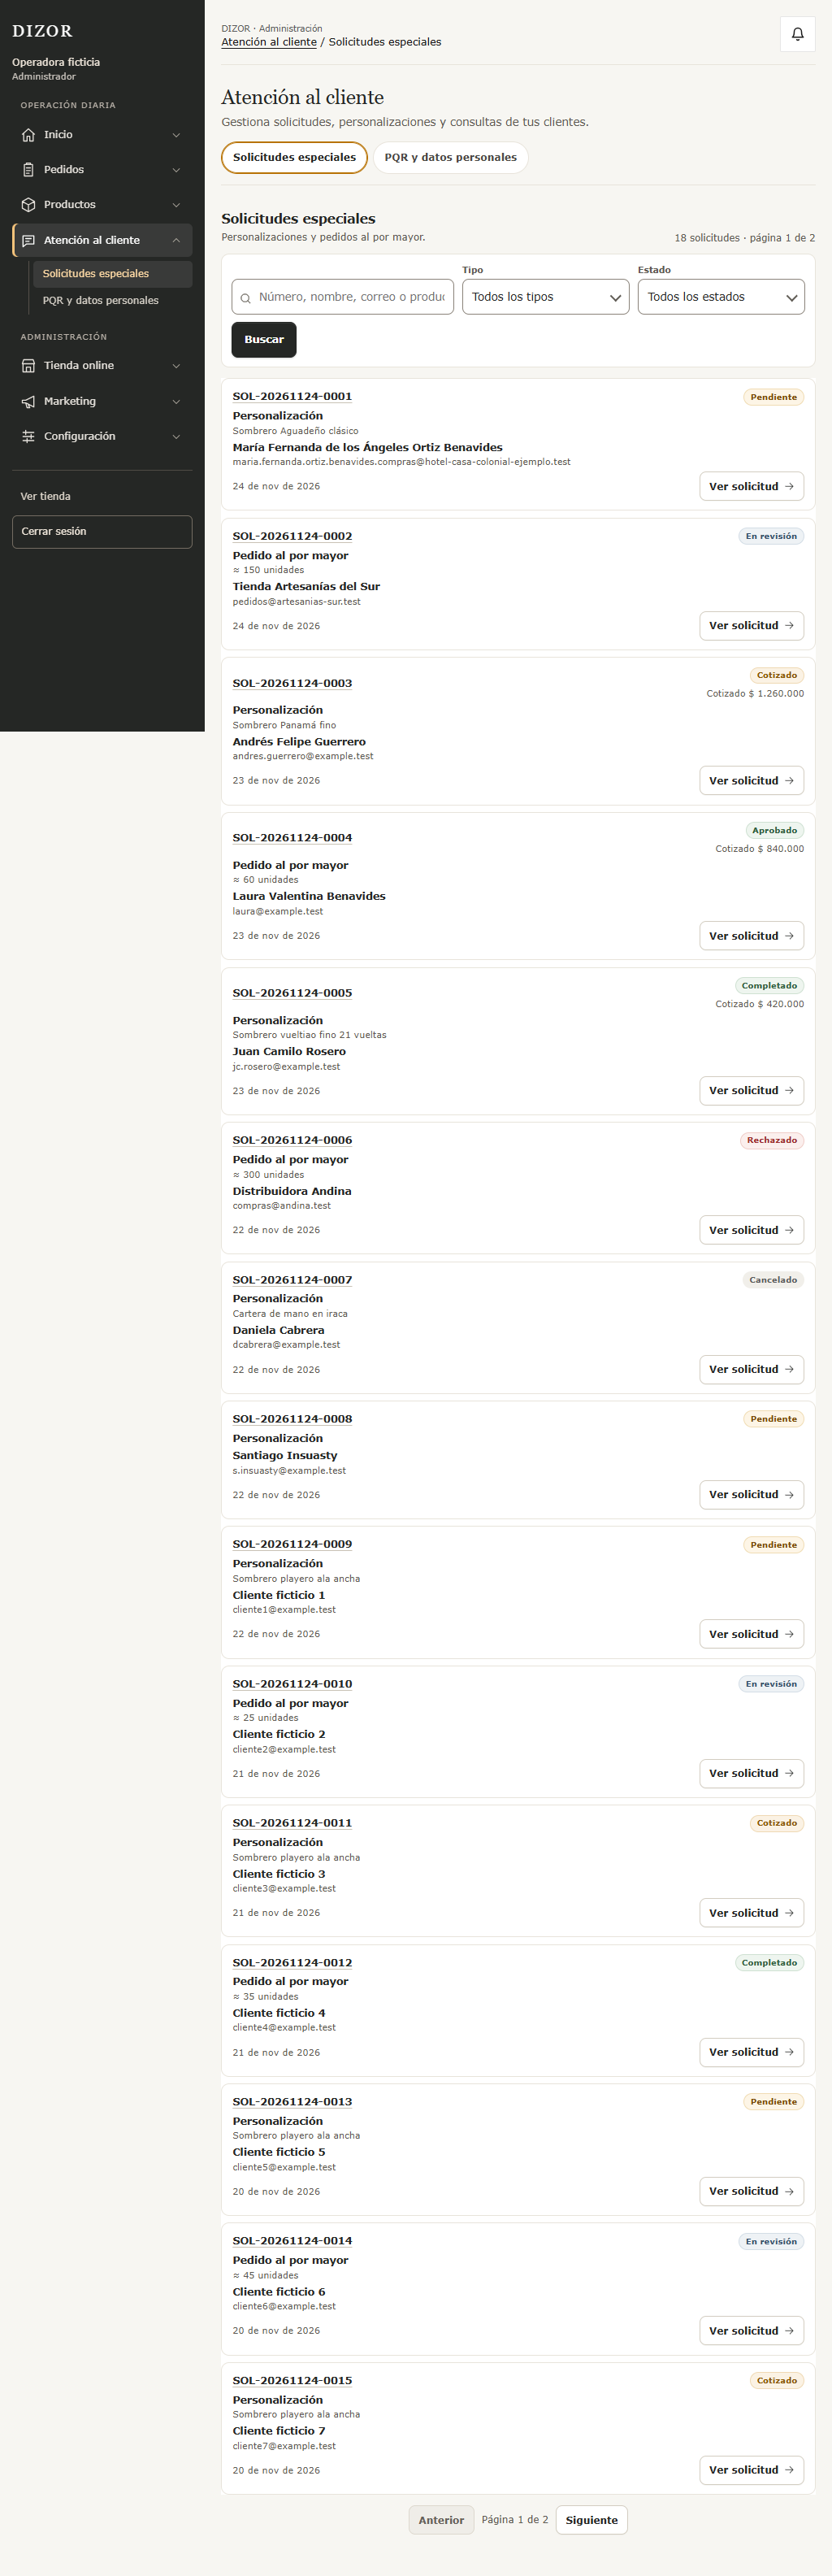 DIZOR
Operadora ficticia
Administrador
OPERACIÓN DIARIA
Inicio
Pedidos
Productos
Atención al cliente
Solicitudes especiales
PQR y datos personales
ADMINISTRACIÓN
Tienda online
Marketing
Configuración
Ver tienda
Cerrar sesión
DIZOR · Administración
Atención al cliente / Solicitudes especiales
Atención al cliente
Gestiona solicitudes, personalizaciones y consultas de tus clientes.
Solicitudes especiales
PQR y datos personales
Solicitudes especiales
Personalizaciones y pedidos al por mayor.
18 solicitudes · página 1 de 2
Tipo
Estado
Número, nombre, correo o produc
Todos los tipos
Todos los estados
Buscar
SOL-20261124-0001
Pendiente
Personalización
Sombrero Aguadeño clásico
María Fernanda de los Ángeles Ortiz Benavides
maria.fernanda.ortiz.benavides.compras@hotel-casa-colonial-ejemplo.test
24 de nov de 2026
Ver solicitud →
SOL-20261124-0002
En revisión
Pedido al por mayor
≈ 150 unidades
Tienda Artesanías del Sur
pedidos@artesanias-sur.test
24 de nov de 2026
Ver solicitud →
SOL-20261124-0003
Cotizado
Cotizado $ 1.260.000
Personalización
Sombrero Panamá fino
Andrés Felipe Guerrero
andres.guerrero@example.test
23 de nov de 2026
Ver solicitud →
SOL-20261124-0004
Aprobado
Cotizado $ 840.000
Pedido al por mayor
≈ 60 unidades
Laura Valentina Benavides
laura@example.test
23 de nov de 2026
Ver solicitud →
SOL-20261124-0005
Completado
Cotizado $ 420.000
Personalización
Sombrero vueltiao fino 21 vueltas
Juan Camilo Rosero
jc.rosero@example.test
23 de nov de 2026
Ver solicitud →
SOL-20261124-0006
Rechazado
Pedido al por mayor
≈ 300 unidades
Distribuidora Andina
compras@andina.test
22 de nov de 2026
Ver solicitud →
SOL-20261124-0007
Cancelado
Personalización
Cartera de mano en iraca
Daniela Cabrera
dcabrera@example.test
22 de nov de 2026
Ver solicitud →
SOL-20261124-0008
Pendiente
Personalización
Santiago Insuasty
s.insuasty@example.test
22 de nov de 2026
Ver solicitud →
SOL-20261124-0009
Pendiente
Personalización
Sombrero playero ala ancha
Cliente ficticio 1
cliente1@example.test
22 de nov de 2026
Ver solicitud →
SOL-20261124-0010
En revisión
Pedido al por mayor
≈ 25 unidades
Cliente ficticio 2
cliente2@example.test
21 de nov de 2026
Ver solicitud →
SOL-20261124-0011
Cotizado
Personalización
Sombrero playero ala ancha
Cliente ficticio 3
cliente3@example.test
21 de nov de 2026
Ver solicitud →
SOL-20261124-0012
Completado
Pedido al por mayor
≈ 35 unidades
Cliente ficticio 4
cliente4@example.test
21 de nov de 2026
Ver solicitud →
SOL-20261124-0013
Pendiente
Personalización
Sombrero playero ala ancha
Cliente ficticio 5
cliente5@example.test
20 de nov de 2026
Ver solicitud →
SOL-20261124-0014
En revisión
Pedido al por mayor
≈ 45 unidades
Cliente ficticio 6
cliente6@example.test
20 de nov de 2026
Ver solicitud →
SOL-20261124-0015
Cotizado
Personalización
Sombrero playero ala ancha
Cliente ficticio 7
cliente7@example.test
20 de nov de 2026
Ver solicitud →
Anterior
Página 1 de 2
Siguiente